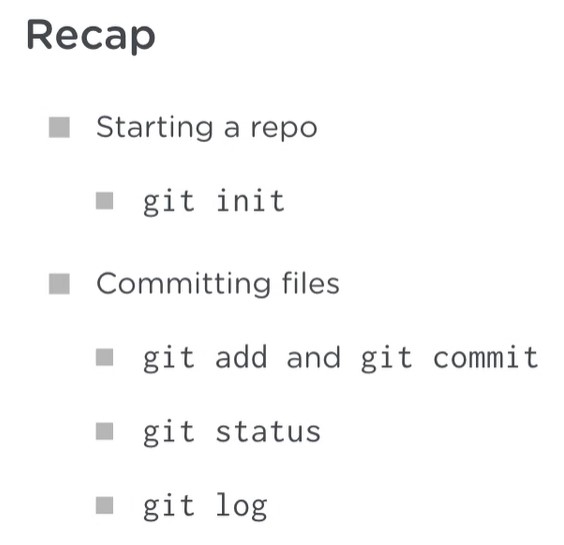 Recap
Starting a repo
git init
Committing files
git add and git commit
git status
git log